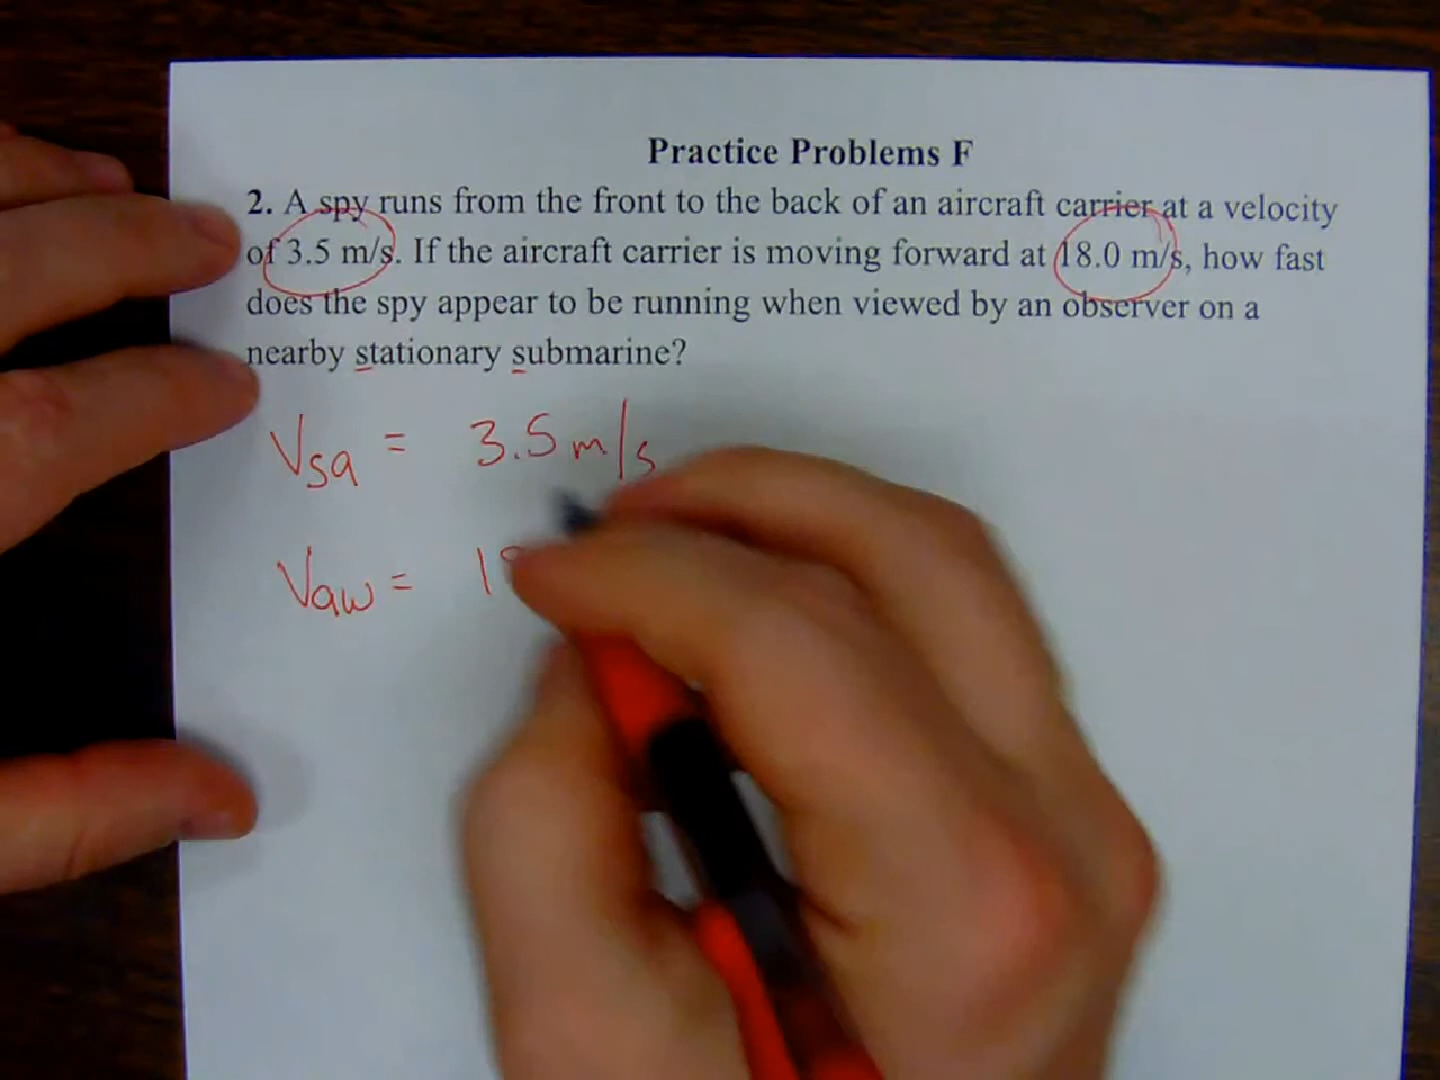 Practice Problems F
2. A spy runs from the front to the back of an aircraft carrier at a velocity
of 3.5 m/s. If the aircraft carrier is moving forward at 18.0 m/s, how fast
does the spy appear to be running when viewed by an observer on a
nearby stationary submarine?
Vsa = 3.5 m/s
Vaw =